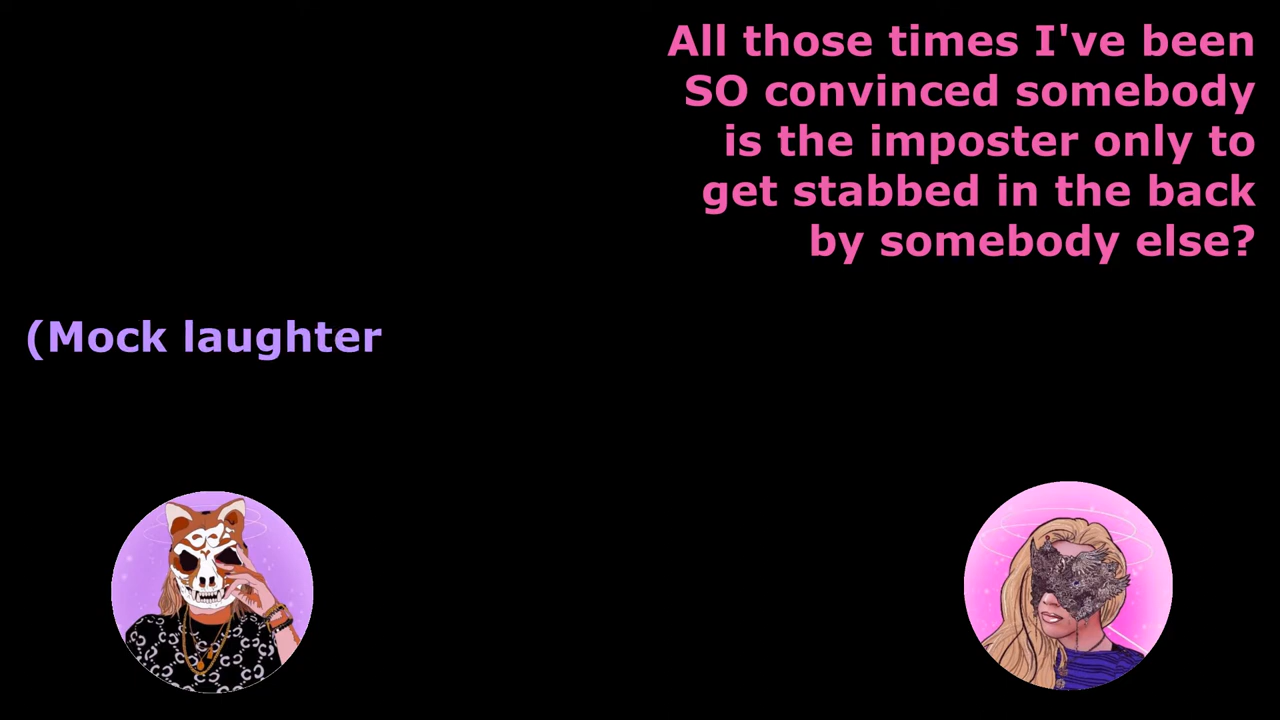 All those times I've been
SO convinced somebody
is the imposter only to
get stabbed in the back
by somebody else?
(Mock laughter